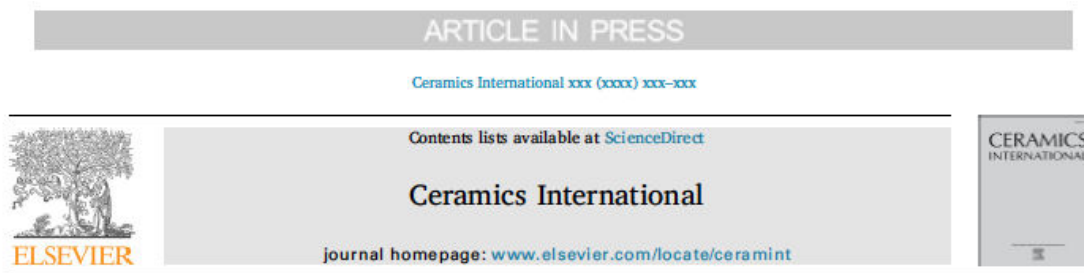 ARTICLE IN PRESS
Ceramics International xxx (xxxx) xxx–xxx
Contents lists available at ScienceDirect
Ceramics International
journal homepage: www.elsevier.com/locate/ceramint
ELSEVIER
CERAMICS
INTERNATIONAL